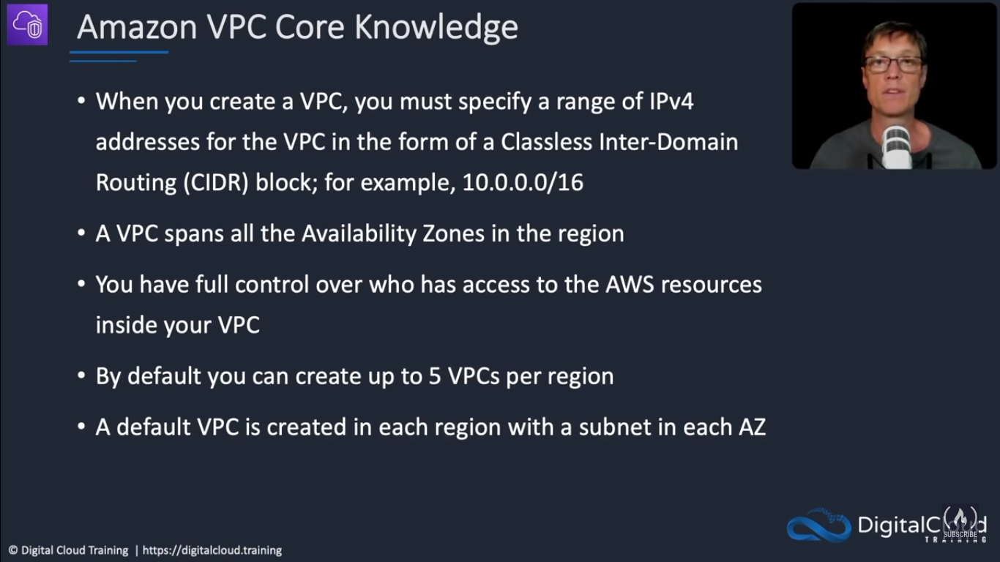 Amazon VPC Core Knowledge
• When you create a VPC, you must specify a range of IPv4
addresses for the VPC in the form of a Classless Inter-Domain
Routing (CIDR) block; for example, 10.0.0.0/16
• A VPC spans all the Availability Zones in the region
• You have full control over who has access to the AWS resources
inside your VPC
• By default you can create up to 5 VPCs per region
• A default VPC is created in each region with a subnet in each AZ
DigitalCloud
TRAINING
SUBSCRIBE
© Digital Cloud Training | https://digitalcloud.training